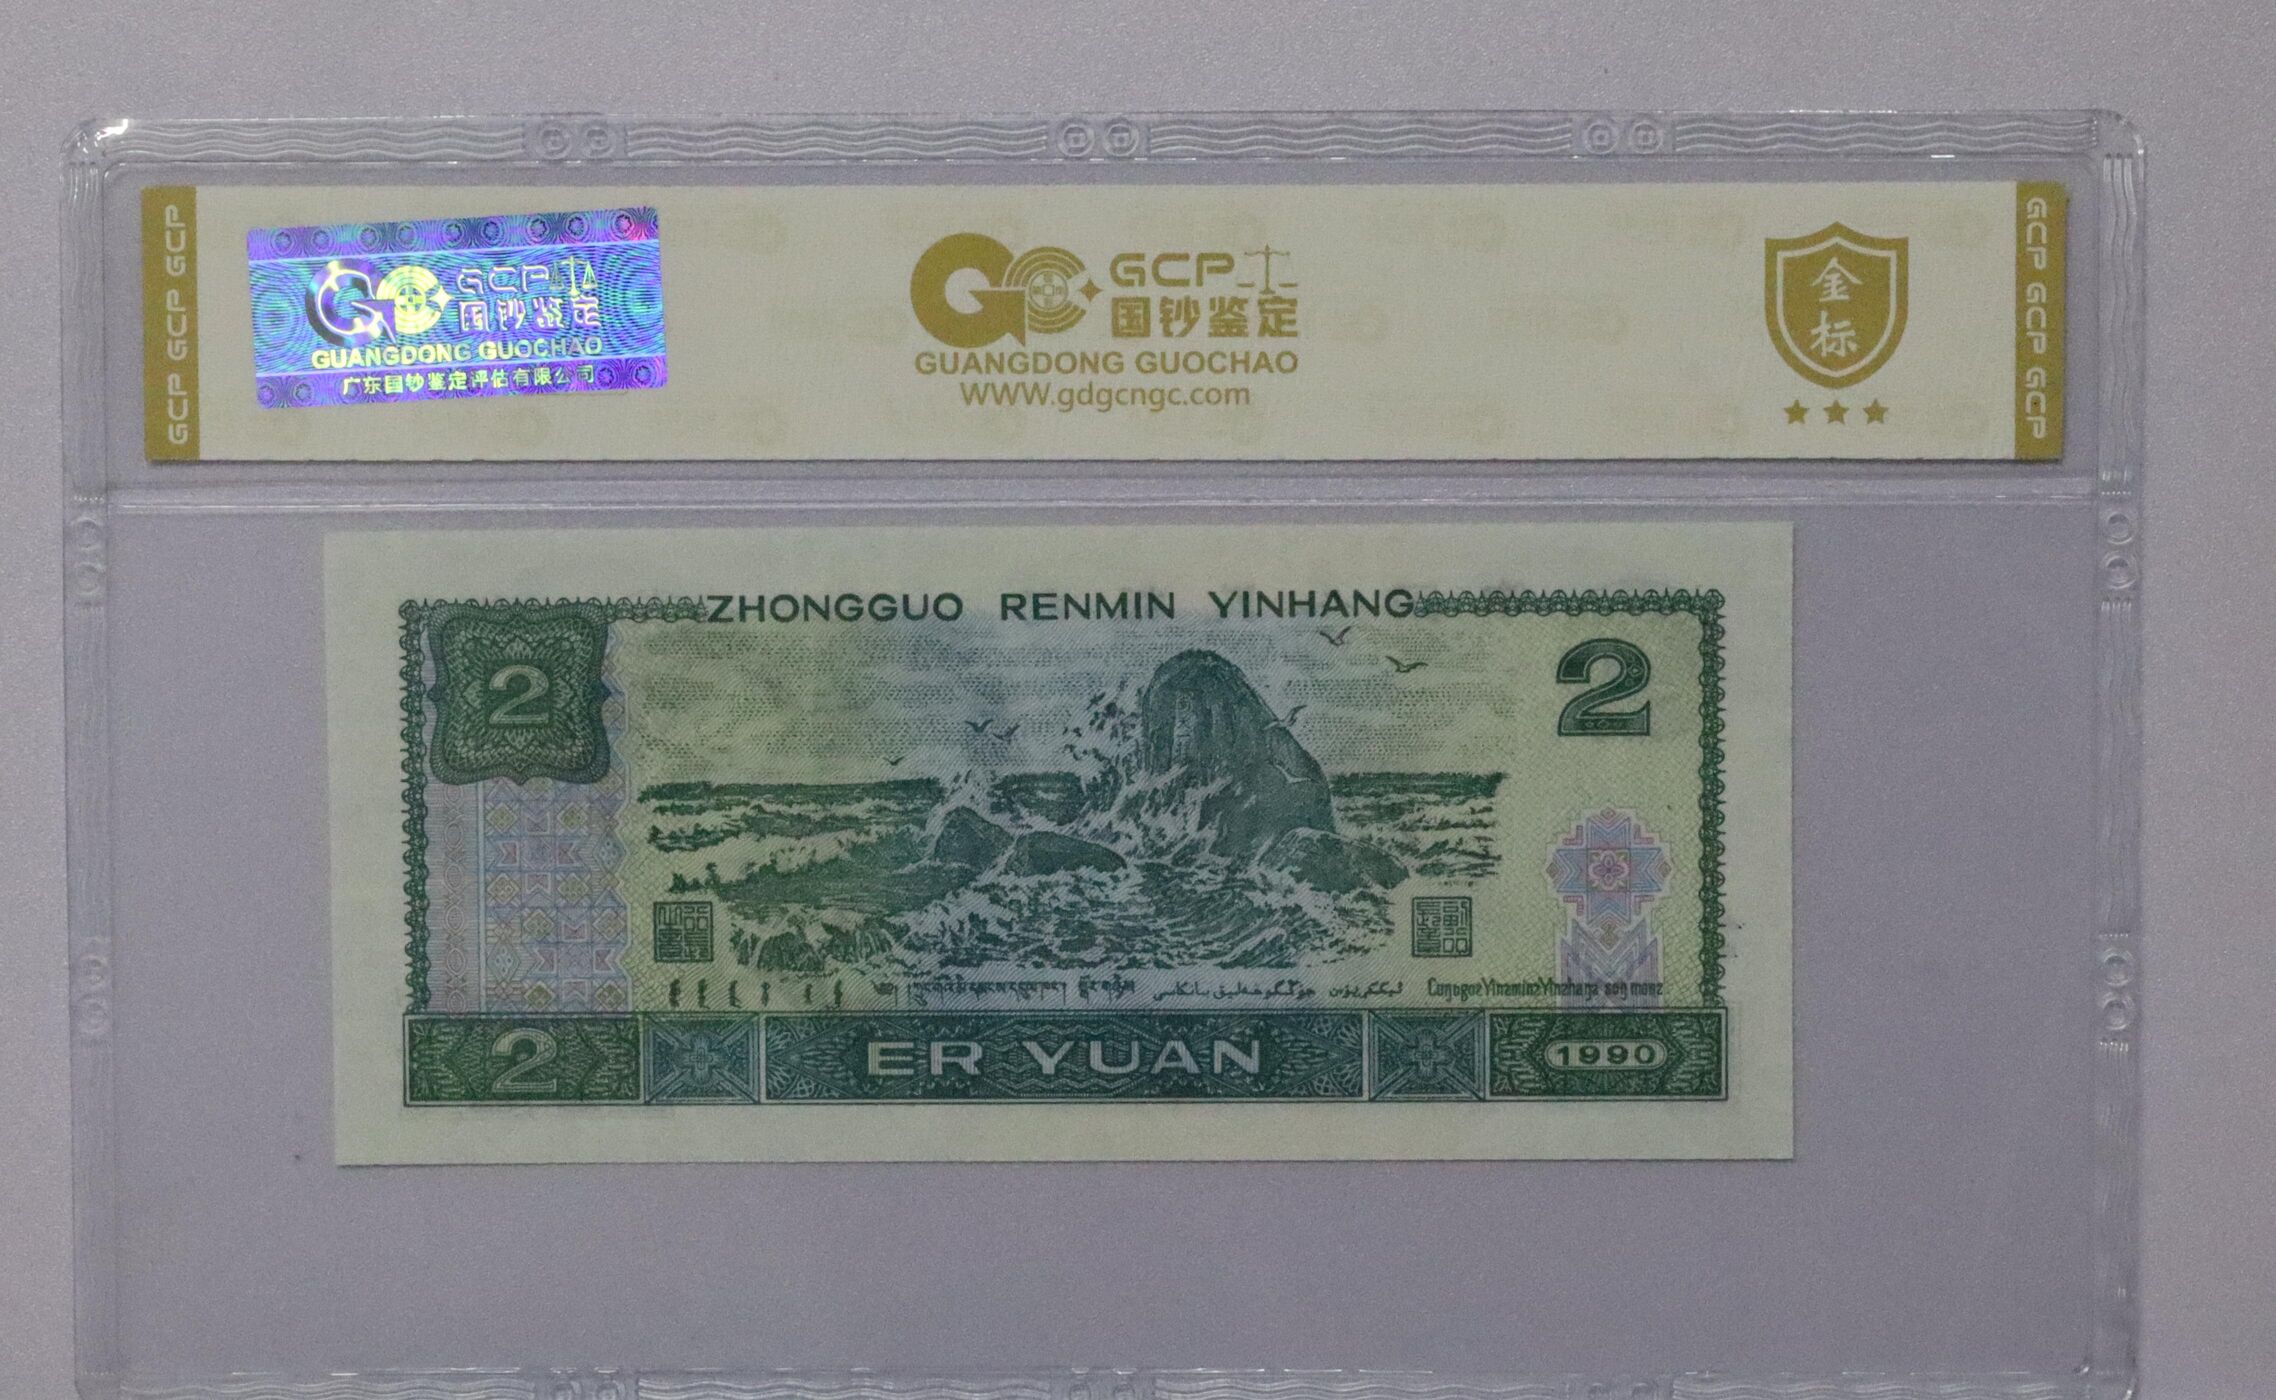 GCP GCP GCP
GCP
国钞鉴定
GUANGDONG GUOCHAO
广东国钞鉴定评估有限公司
GCP
国钞鉴定
GUANGDONG GUOCHAO
WWW.gdgcngc.com
金标
GCP GCP GCP
ZHONGGUO RENMIN YINHANG
2
2
2
ER YUAN
1990